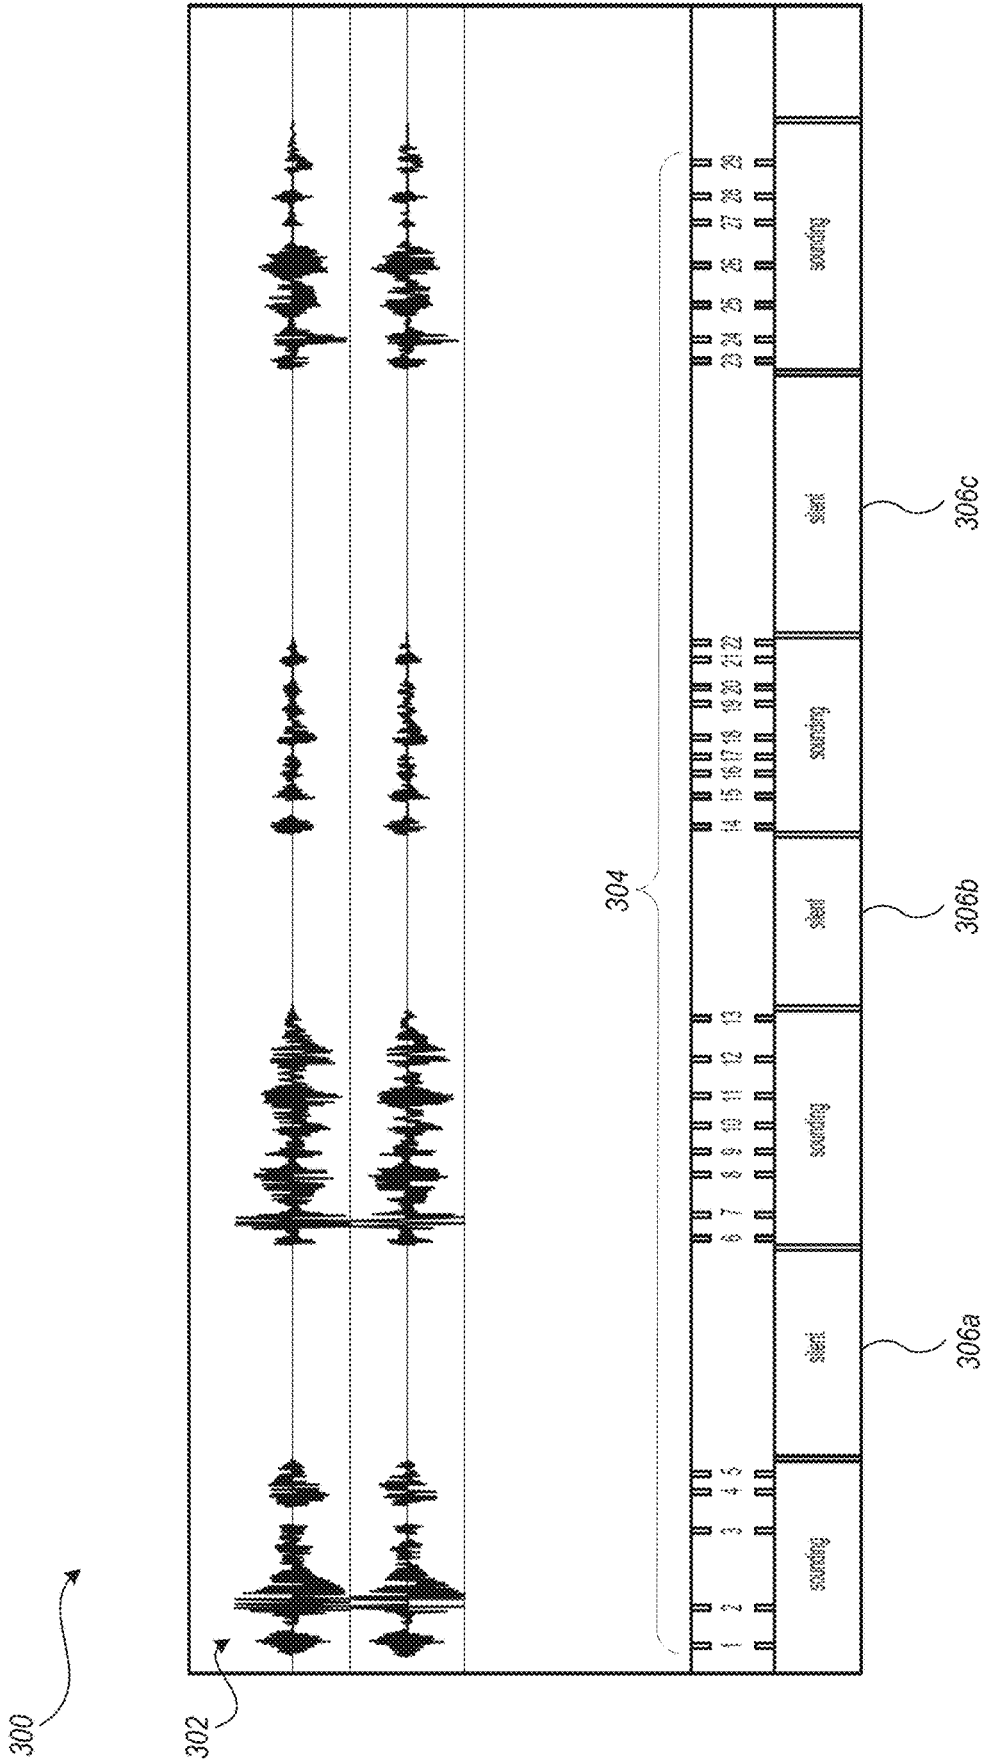 300
302
304
1 2 3 4 5 6 7 8 9 10 11 12 13 14 15 16 17 18 19 20 21 22 23 24 25 26 27 28 29
sounding silent sounding silent sounding silent sounding
306a 306b 306c